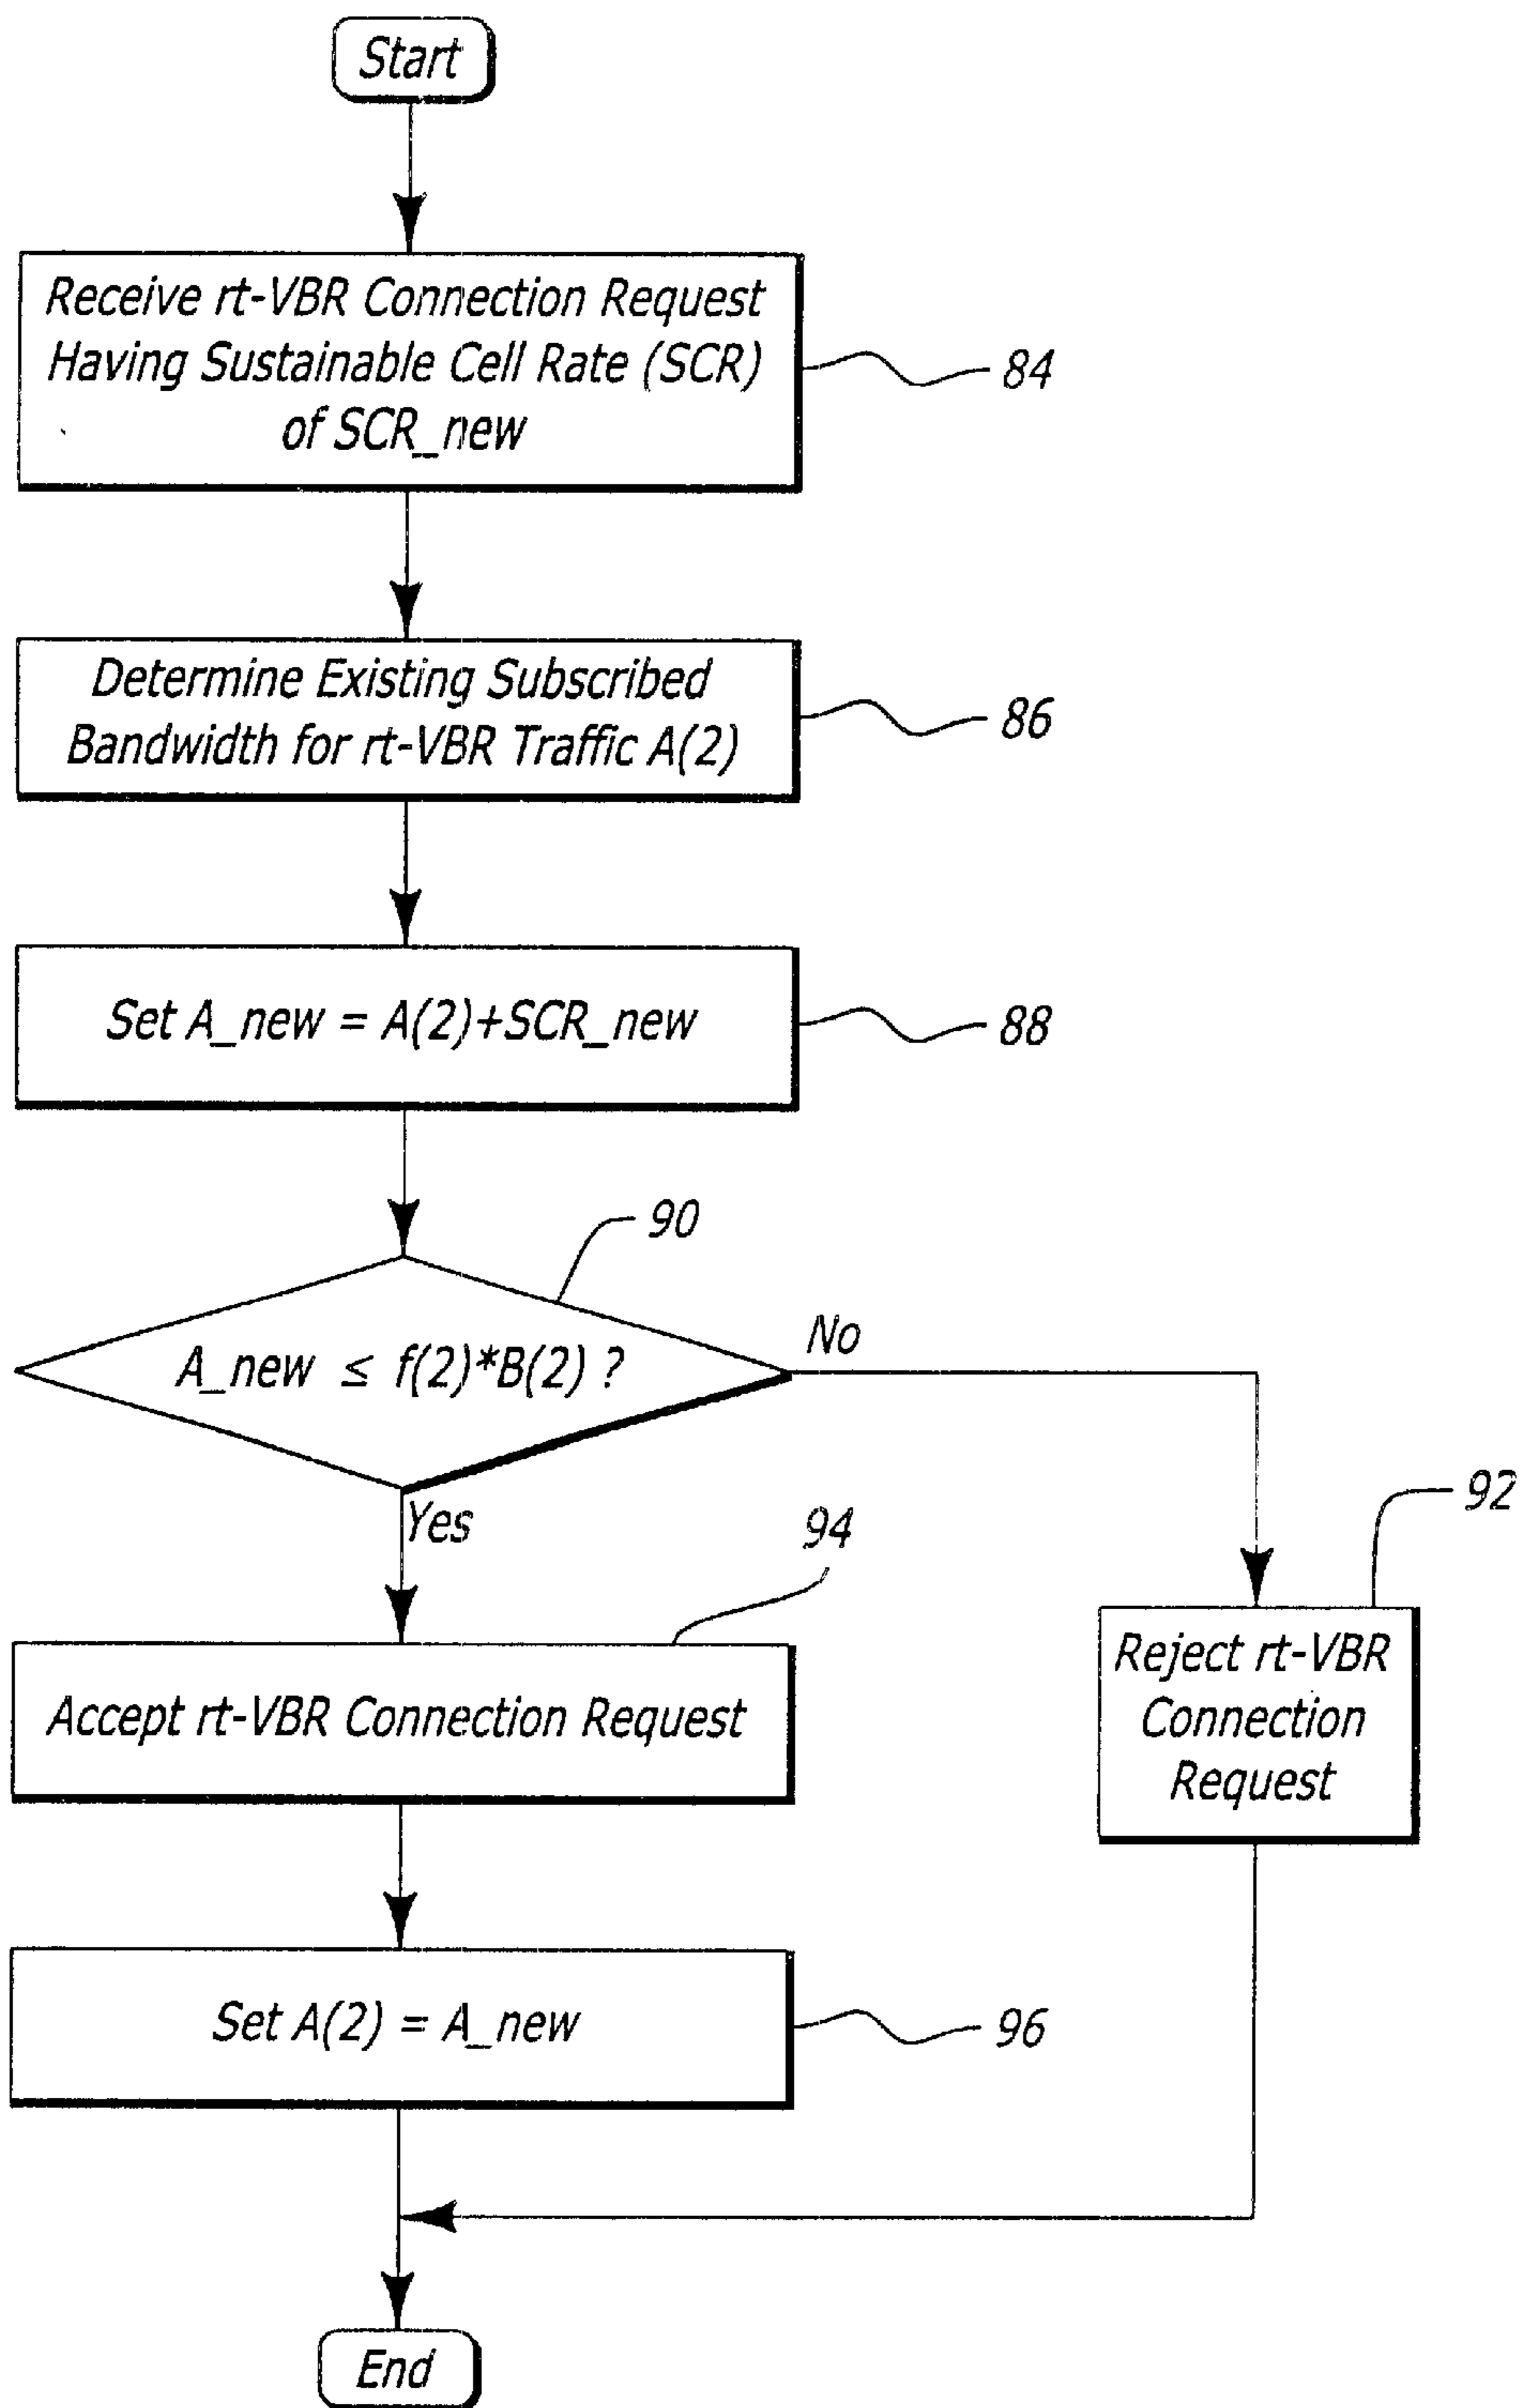 Start
Receive rt-VBR Connection Request
Having Sustainable Cell Rate (SCR)
of SCR_new
84
Determine Existing Subscribed
Bandwidth for rt-VBR Traffic A(2)
86
Set A_new = A(2)+SCR_new
88
90
A_new ≤ f(2)*B(2) ?
No
Yes
94
92
Accept rt-VBR Connection Request
Reject rt-VBR
Connection
Request
Set A(2) = A_new
96
End